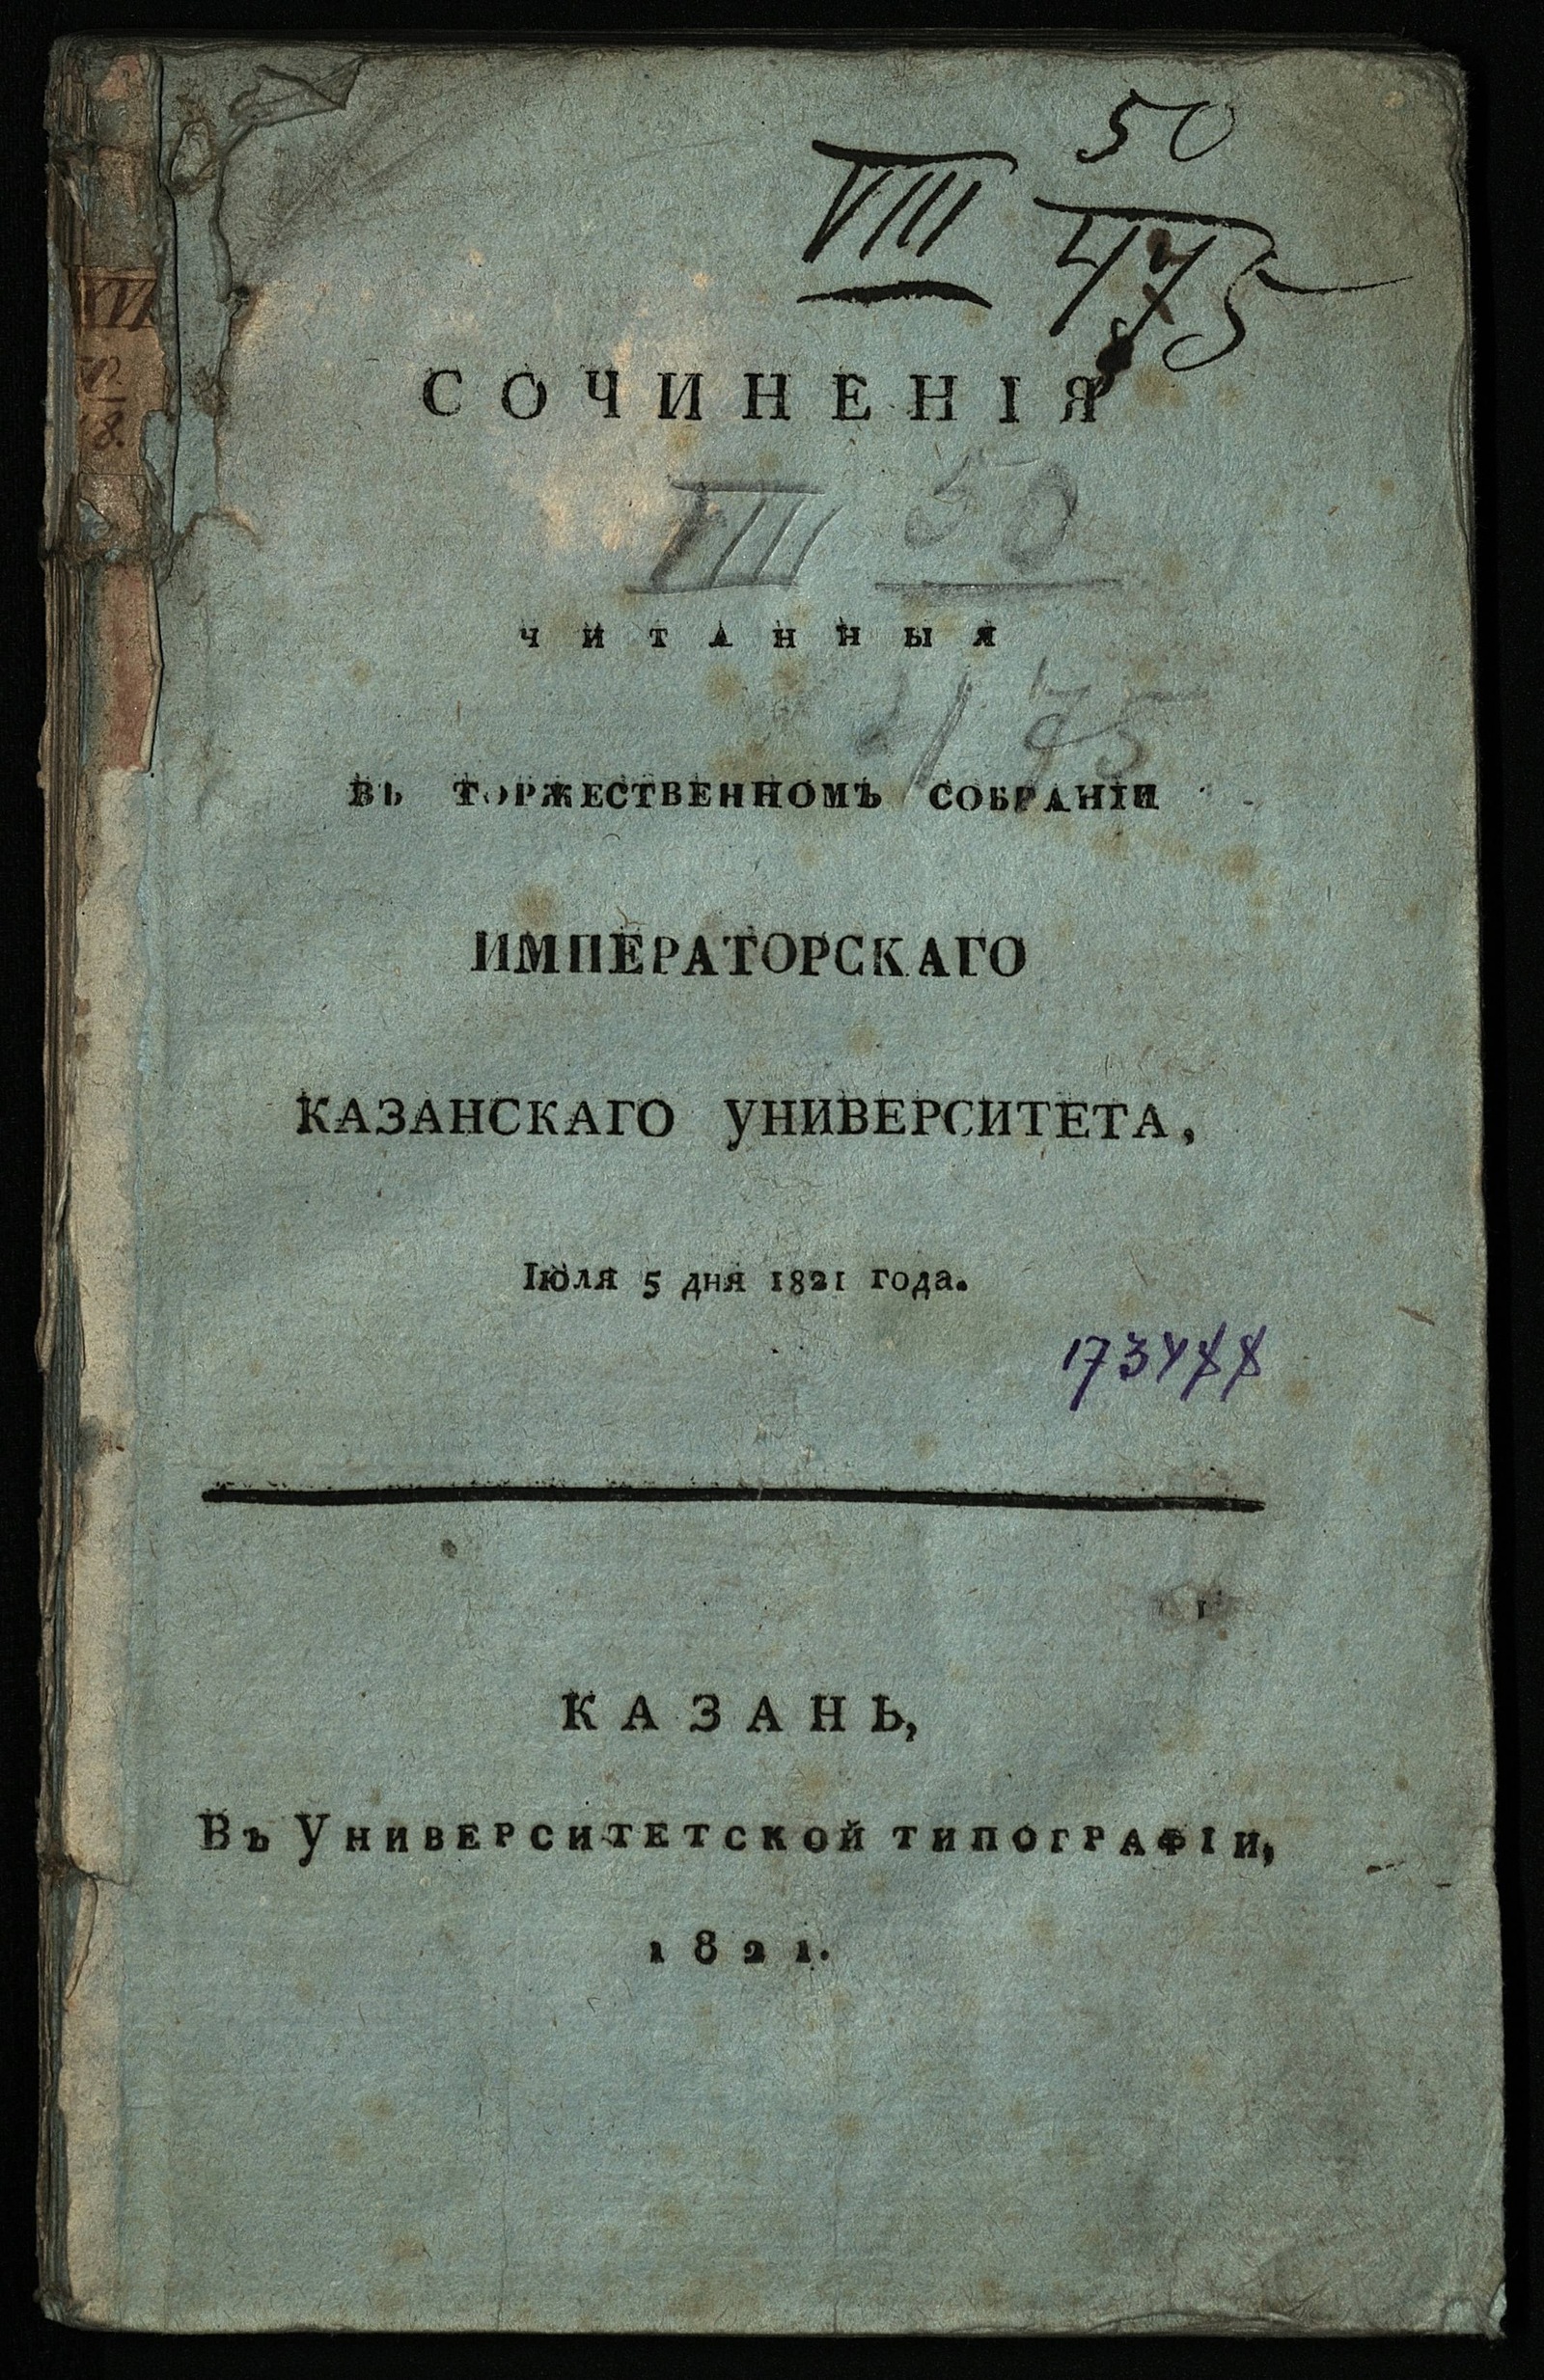 50
VIII 475
СОЧИНЕНІЯ
VIII 50
ЧИТАННЫЯ
475
ВЪ ТОРЖЕСТВЕННОМЪ СОБРАНІИ
ИМПЕРАТОРСКАГО
КАЗАНСКАГО УНИВЕРСИТЕТА,
Іюля 5 дня 1821 года.
КАЗАНЬ,
Въ Университетской типографіи,
1821.